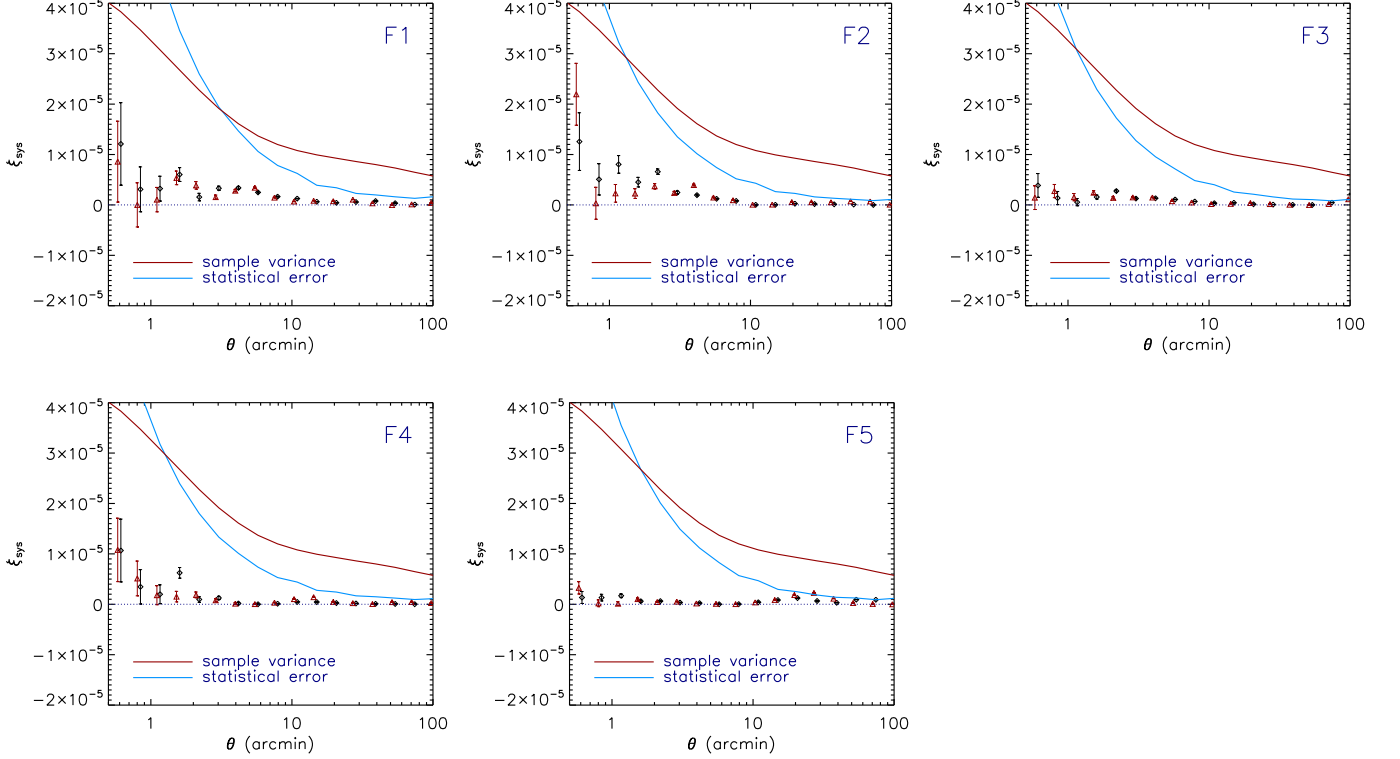 4×10⁻⁵
3×10⁻⁵
2×10⁻⁵
1×10⁻⁵
0
−1×10⁻⁵
−2×10⁻⁵
ξsys
F1
sample variance
statistical error
1 10 100
θ (arcmin)
4×10⁻⁵
3×10⁻⁵
2×10⁻⁵
1×10⁻⁵
0
−1×10⁻⁵
−2×10⁻⁵
ξsys
F2
sample variance
statistical error
1 10 100
θ (arcmin)
4×10⁻⁵
3×10⁻⁵
2×10⁻⁵
1×10⁻⁵
0
−1×10⁻⁵
−2×10⁻⁵
ξsys
F3
sample variance
statistical error
1 10 100
θ (arcmin)
4×10⁻⁵
3×10⁻⁵
2×10⁻⁵
1×10⁻⁵
0
−1×10⁻⁵
−2×10⁻⁵
ξsys
F4
sample variance
statistical error
1 10 100
θ (arcmin)
4×10⁻⁵
3×10⁻⁵
2×10⁻⁵
1×10⁻⁵
0
−1×10⁻⁵
−2×10⁻⁵
ξsys
F5
sample variance
statistical error
1 10 100
θ (arcmin)